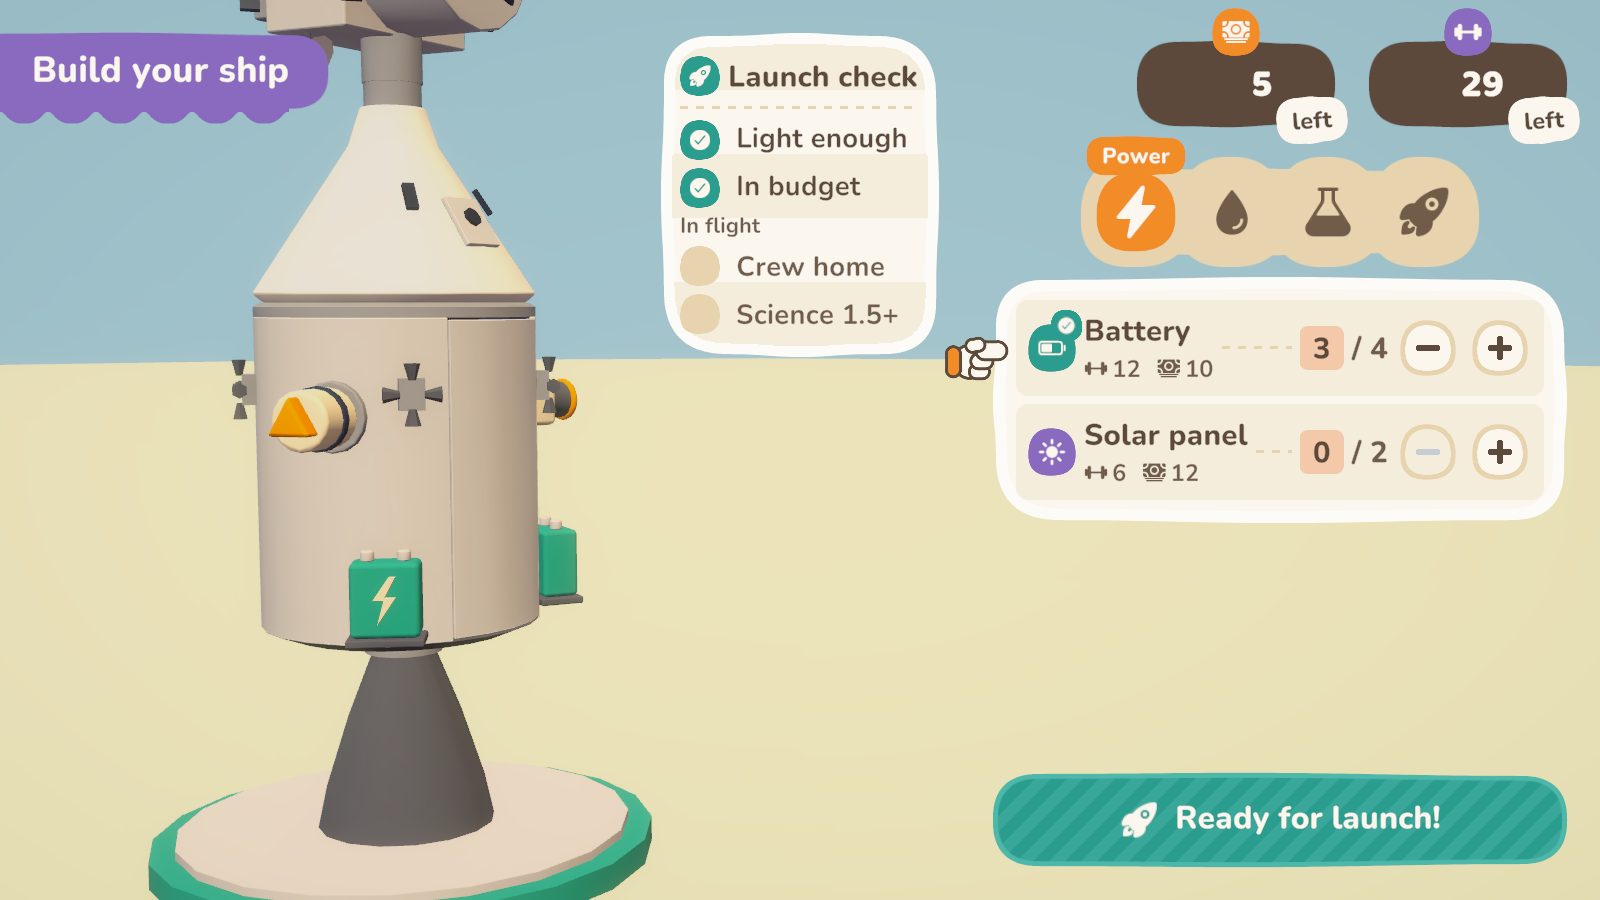 Build your ship
Launch check
Light enough
In budget
In flight
Crew home
Science 1.5+
5
left
29
left
Power
Battery
12 10
3 / 4
Solar panel
6 12
0 / 2
Ready for launch!